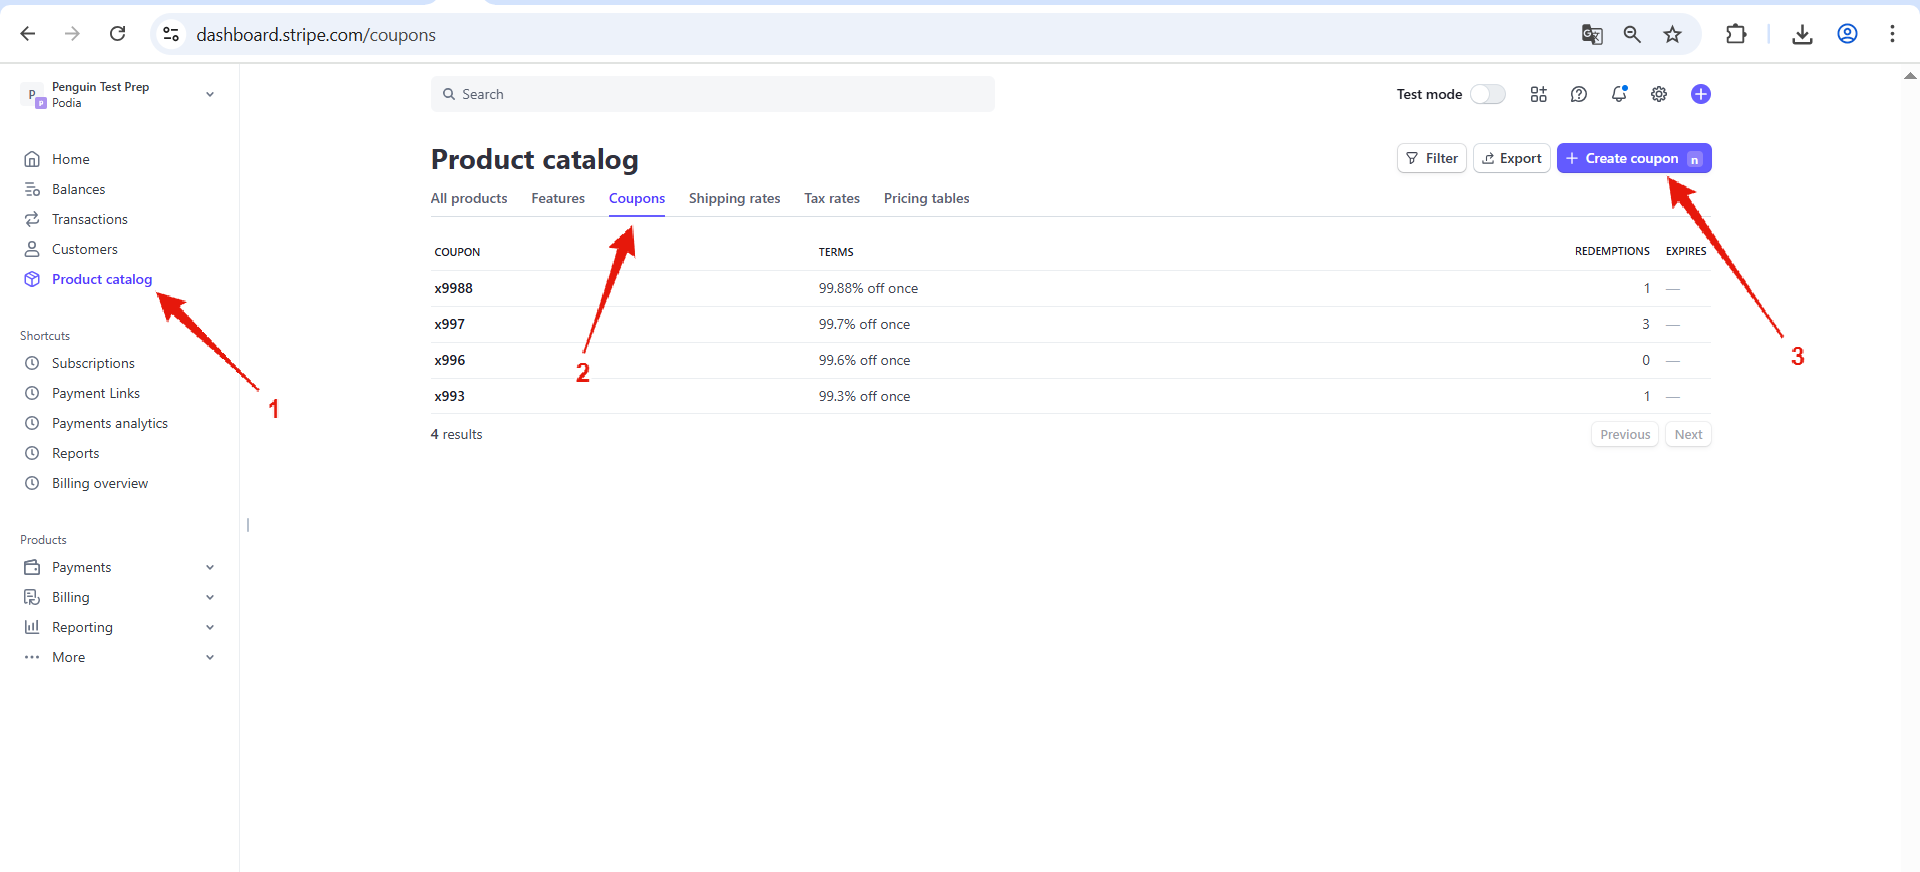 dashboard.stripe.com/coupons
P
P
Penguin Test Prep
Podia
Search
Test mode
Home
Balances
Transactions
Customers
Product catalog
1
Shortcuts
Subscriptions
Payment Links
Payments analytics
Reports
Billing overview
Products
Payments
Billing
Reporting
More
Product catalog
Filter
Export
Create coupon n
All products Features Coupons Shipping rates Tax rates Pricing tables
COUPON TERMS REDEMPTIONS EXPIRES
x9988 99.88% off once 1 —
x997 99.7% off once 3 —
x996 99.6% off once 0 —
x993 99.3% off once 1 —
2
3
4 results
Previous Next